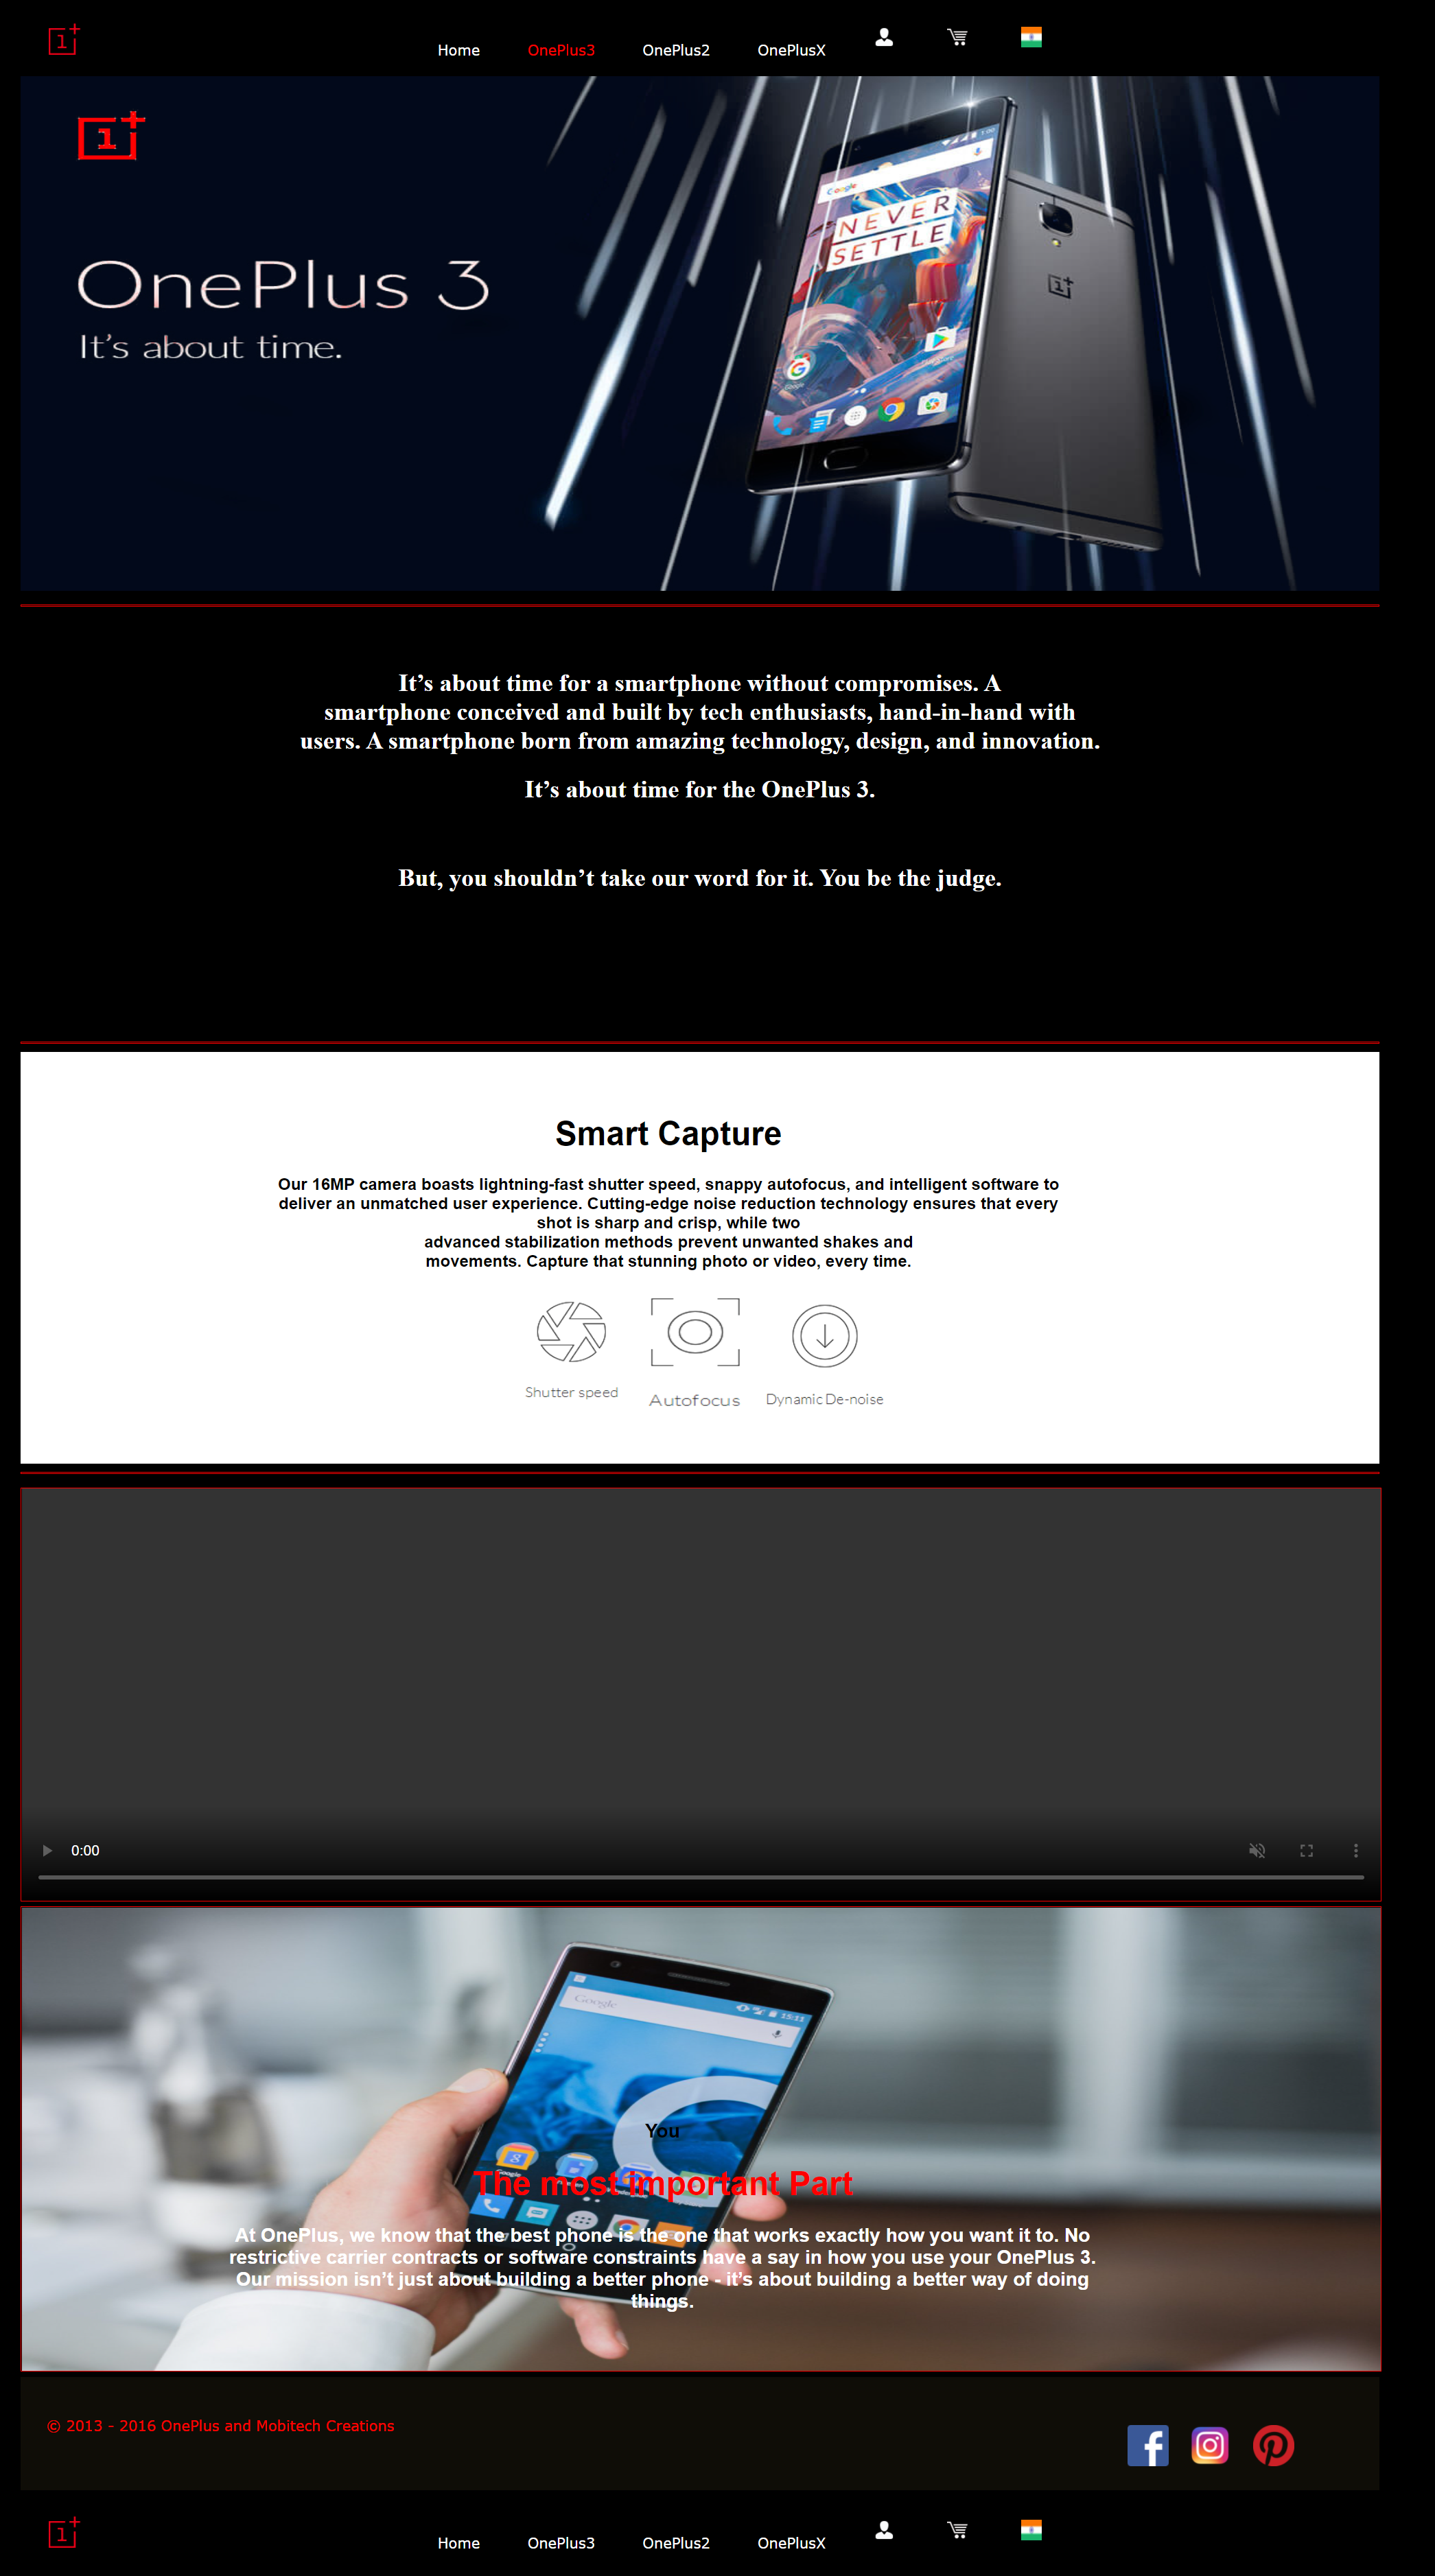 Home OnePlus3 OnePlus2 OnePlusX
1
1:00
Google
NEVER
SETTLE
OnePlus 3
It's about time.
Google
It’s about time for a smartphone without compromises. A
smartphone conceived and built by tech enthusiasts, hand-in-hand with
users. A smartphone born from amazing technology, design, and innovation.
It’s about time for the OnePlus 3.
But, you shouldn’t take our word for it. You be the judge.
Smart Capture
Our 16MP camera boasts lightning-fast shutter speed, snappy autofocus, and intelligent software to
deliver an unmatched user experience. Cutting-edge noise reduction technology ensures that every
shot is sharp and crisp, while two
advanced stabilization methods prevent unwanted shakes and
movements. Capture that stunning photo or video, every time.
Shutter speed Autofocus Dynamic De-noise
0:00
Google 15:11
You
The most important Part
At OnePlus, we know that the best phone is the one that works exactly how you want it to. No
restrictive carrier contracts or software constraints have a say in how you use your OnePlus 3.
Our mission isn’t just about building a better phone - it’s about building a better way of doing
things.
© 2013 - 2016 OnePlus and Mobitech Creations
Home OnePlus3 OnePlus2 OnePlusX